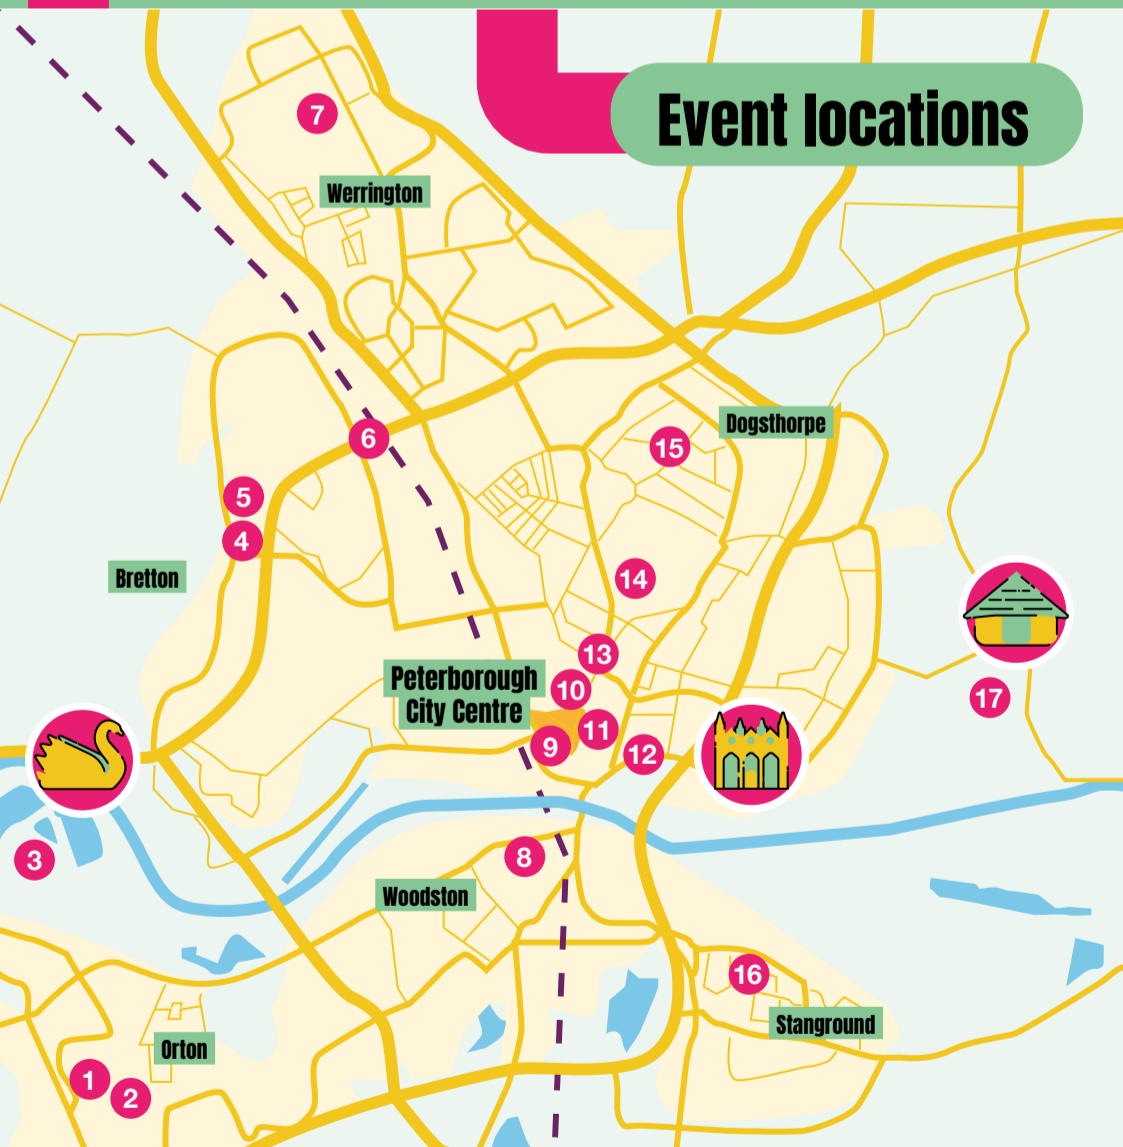 Event locations
7
Werrington
Dogsthorpe
6
15
5
4
Bretton
14
13
Peterborough
City Centre
10
17
11
9
12
3
8
Woodston
16
Stanground
Orton
1
2